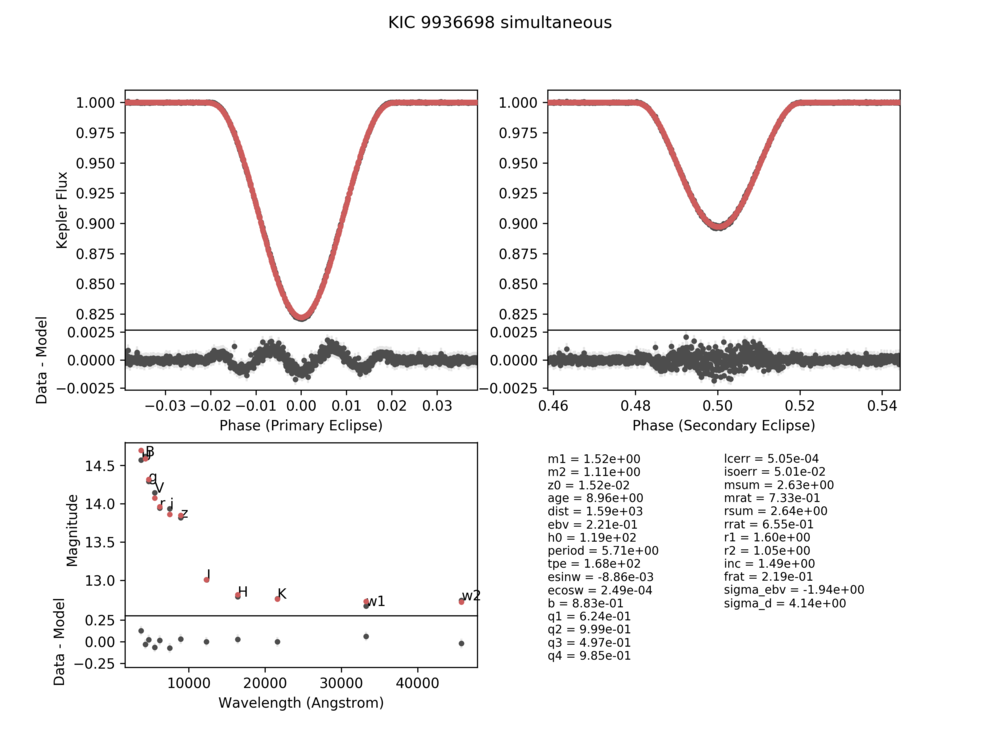 KIC 9936698 simultaneous
1.000
0.975
0.950
0.925
0.900
0.875
0.850
0.825
Kepler Flux
0.0025
0.0000
−0.0025
Data - Model
−0.03 −0.02 −0.01 0.00 0.01 0.02 0.03
Phase (Primary Eclipse)
1.000
0.975
0.950
0.925
0.900
0.875
0.850
0.825
0.0025
0.0000
−0.0025
0.46 0.48 0.50 0.52 0.54
Phase (Secondary Eclipse)
14.5
14.0
13.5
13.0
Magnitude
B
g
V
r i
z
J
H
K
w1
w2
0.25
0.00
−0.25
Data - Model
10000 20000 30000 40000
Wavelength (Angstrom)
m1 = 1.52e+00
m2 = 1.11e+00
z0 = 1.52e-02
age = 8.96e+00
dist = 1.59e+03
ebv = 2.21e-01
h0 = 1.19e+02
period = 5.71e+00
tpe = 1.68e+02
esinw = -8.86e-03
ecosw = 2.49e-04
b = 8.83e-01
q1 = 6.24e-01
q2 = 9.99e-01
q3 = 4.97e-01
q4 = 9.85e-01
lcerr = 5.05e-04
isoerr = 5.01e-02
msum = 2.63e+00
mrat = 7.33e-01
rsum = 2.64e+00
rrat = 6.55e-01
r1 = 1.60e+00
r2 = 1.05e+00
inc = 1.49e+00
frat = 2.19e-01
sigma_ebv = -1.94e+00
sigma_d = 4.14e+00